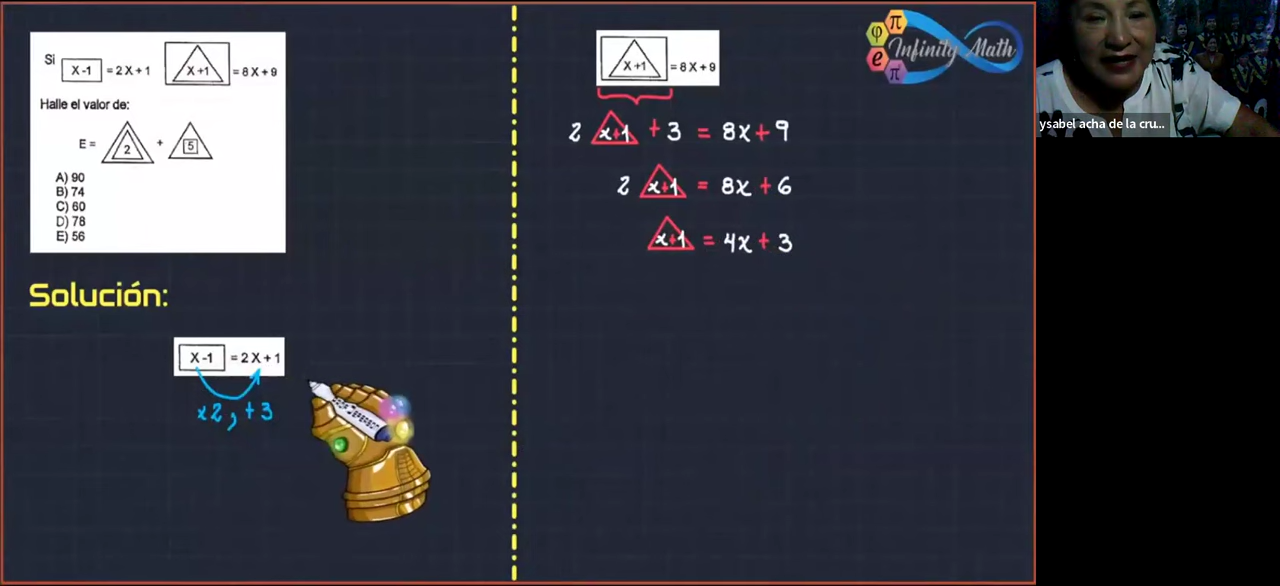 Si X-1 = 2X+1 X+1 = 8X+9
Halle el valor de:
E = 2 + 5
A) 90
B) 74
C) 60
D) 78
E) 56
Solución:
X-1 = 2X+1
x2, +3
X+1 = 8X+9
2 x+1 + 3 = 8x+9
2 x+1 = 8x+6
x+1 = 4x+3
φ π e π
Infinity Math
ysabel acha de la cru...